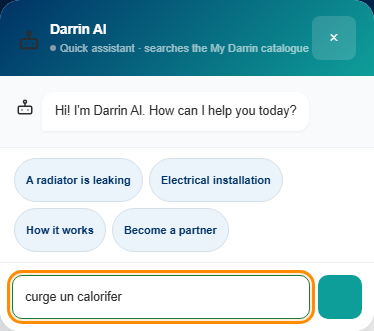 Darrin AI
Quick assistant · searches the My Darrin catalogue
×
Hi! I'm Darrin AI. How can I help you today?
A radiator is leaking
Electrical installation
How it works
Become a partner
curge un calorifer